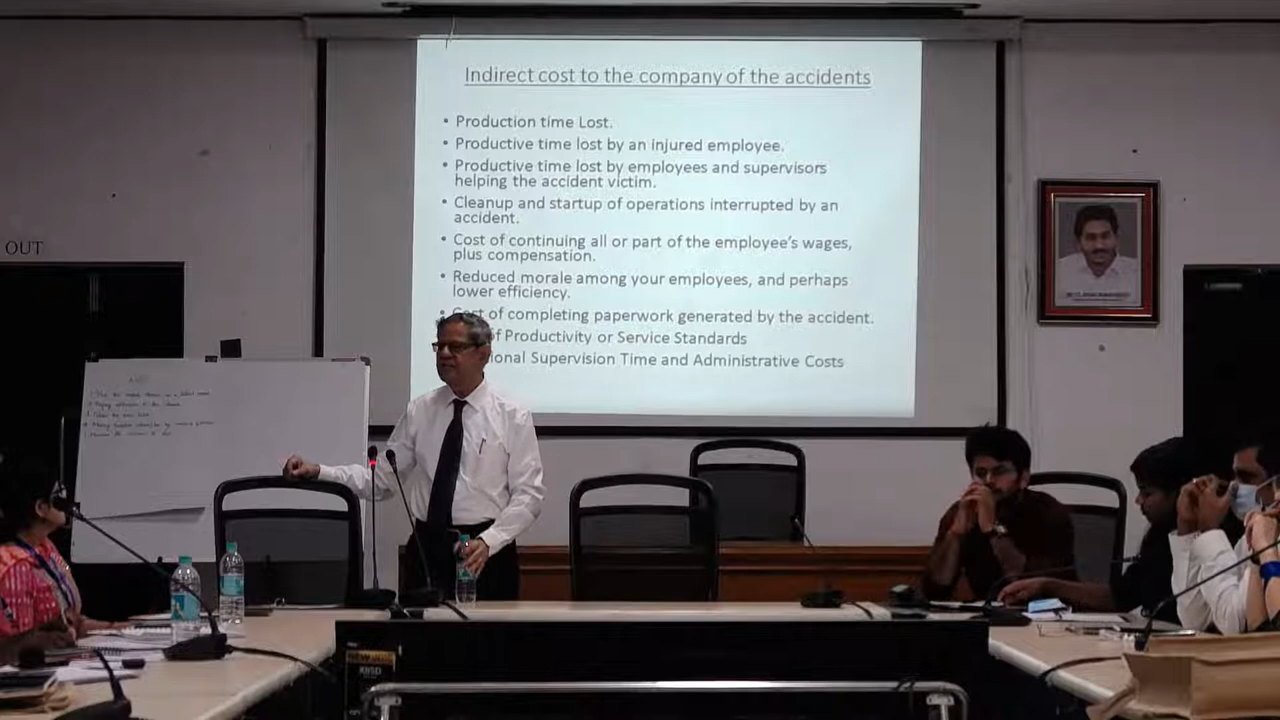 Indirect cost to the company of the accidents
• Production time Lost.
• Productive time lost by an injured employee.
• Productive time lost by employees and supervisors
helping the accident victim.
• Cleanup and startup of operations interrupted by an
accident.
• Cost of continuing all or part of the employee's wages,
plus compensation.
• Reduced morale among your employees, and perhaps
lower efficiency.
• Cost of completing paperwork generated by the accident.
f Productivity or Service Standards
ional Supervision Time and Administrative Costs
OUT